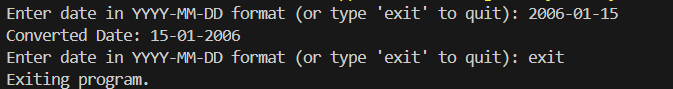 Enter date in YYYY-MM-DD format (or type 'exit' to quit): 2006-01-15
Converted Date: 15-01-2006
Enter date in YYYY-MM-DD format (or type 'exit' to quit): exit
Exiting program.